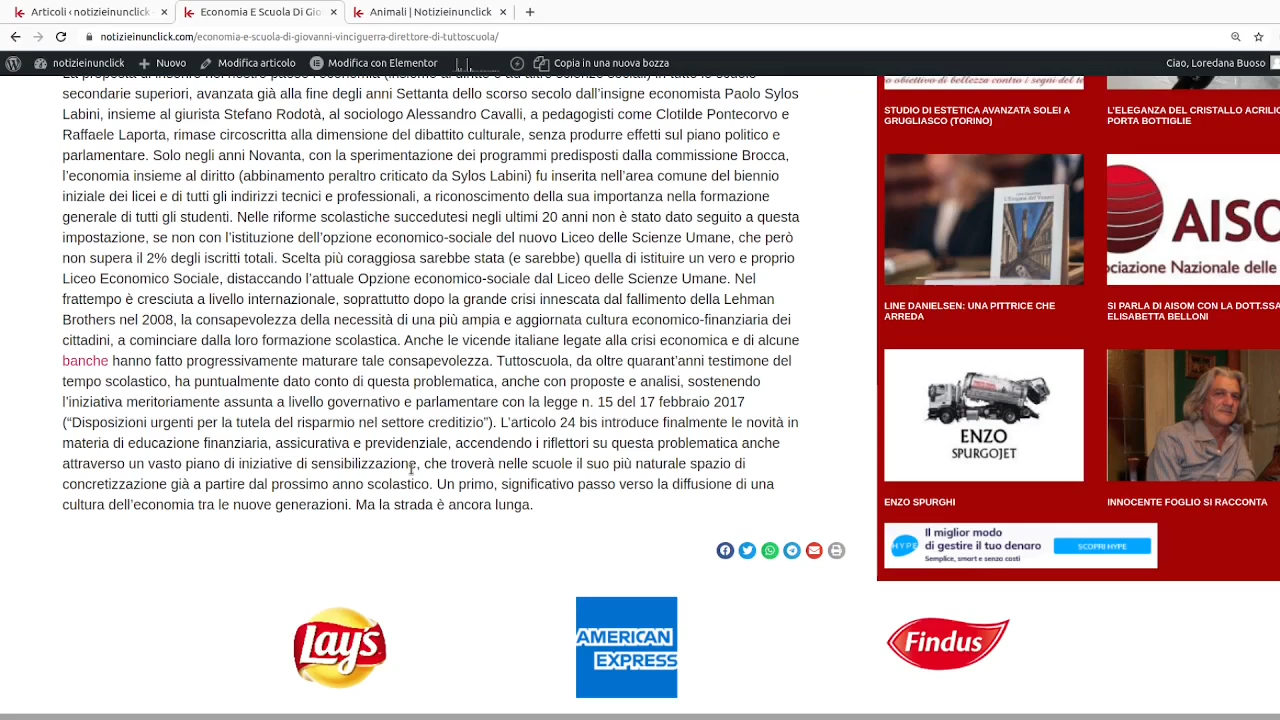 Articoli ‹ notizieinunclick
Economia E Scuola Di Gio
Animali | Notizieinunclick
notizieinunclick.com/economia-e-scuola-di-giovanni-vinciguerra-direttore-di-tuttoscuola/
notizieinunclick
Nuovo
Modifica articolo
Modifica con Elementor
Copia in una nuova bozza
Ciao, Loredana Buoso
secondarie superiori, avanzata già alla fine degli anni Settanta dello scorso secolo dall’insigne economista Paolo Sylos
Labini, insieme al giurista Stefano Rodotà, al sociologo Alessandro Cavalli, a pedagogisti come Clotilde Pontecorvo e
Raffaele Laporta, rimase circoscritta alla dimensione del dibattito culturale, senza produrre effetti sul piano politico e
parlamentare. Solo negli anni Novanta, con la sperimentazione dei programmi predisposti dalla commissione Brocca,
l’economia insieme al diritto (abbinamento peraltro criticato da Sylos Labini) fu inserita nell’area comune del biennio
iniziale dei licei e di tutti gli indirizzi tecnici e professionali, a riconoscimento della sua importanza nella formazione
generale di tutti gli studenti. Nelle riforme scolastiche succedutesi negli ultimi 20 anni non è stato dato seguito a questa
impostazione, se non con l’istituzione dell’opzione economico-sociale del nuovo Liceo delle Scienze Umane, che però
non supera il 2% degli iscritti totali. Scelta più coraggiosa sarebbe stata (e sarebbe) quella di istituire un vero e proprio
Liceo Economico Sociale, distaccando l’attuale Opzione economico-sociale dal Liceo delle Scienze Umane. Nel
frattempo è cresciuta a livello internazionale, soprattutto dopo la grande crisi innescata dal fallimento della Lehman
Brothers nel 2008, la consapevolezza della necessità di una più ampia e aggiornata cultura economico-finanziaria dei
cittadini, a cominciare dalla loro formazione scolastica. Anche le vicende italiane legate alla crisi economica e di alcune
banche hanno fatto progressivamente maturare tale consapevolezza. Tuttoscuola, da oltre quarant’anni testimone del
tempo scolastico, ha puntualmente dato conto di questa problematica, anche con proposte e analisi, sostenendo
l’iniziativa meritoriamente assunta a livello governativo e parlamentare con la legge n. 15 del 17 febbraio 2017
(“Disposizioni urgenti per la tutela del risparmio nel settore creditizio”). L’articolo 24 bis introduce finalmente le novità in
materia di educazione finanziaria, assicurativa e previdenziale, accendendo i riflettori su questa problematica anche
attraverso un vasto piano di iniziative di sensibilizzazione, che troverà nelle scuole il suo più naturale spazio di
concretizzazione già a partire dal prossimo anno scolastico. Un primo, significativo passo verso la diffusione di una
cultura dell’economia tra le nuove generazioni. Ma la strada è ancora lunga.
STUDIO DI ESTETICA AVANZATA SOLEI A
GRUGLIASCO (TORINO)
L'ELEGANZA DEL CRISTALLO ACRILIC
PORTA BOTTIGLIE
AISO
ciazione Nazionale delle
LINE DANIELSEN: UNA PITTRICE CHE
ARREDA
SI PARLA DI AISOM CON LA DOTT.SSA
ELISABETTA BELLONI
ENZO
SPURGOJET
ENZO SPURGHI
INNOCENTE FOGLIO SI RACCONTA
HYPE
Il miglior modo
di gestire il tuo denaro
Semplice, smart e senza costi
SCOPRI HYPE
Lay's
AMERICAN
EXPRESS
Findus